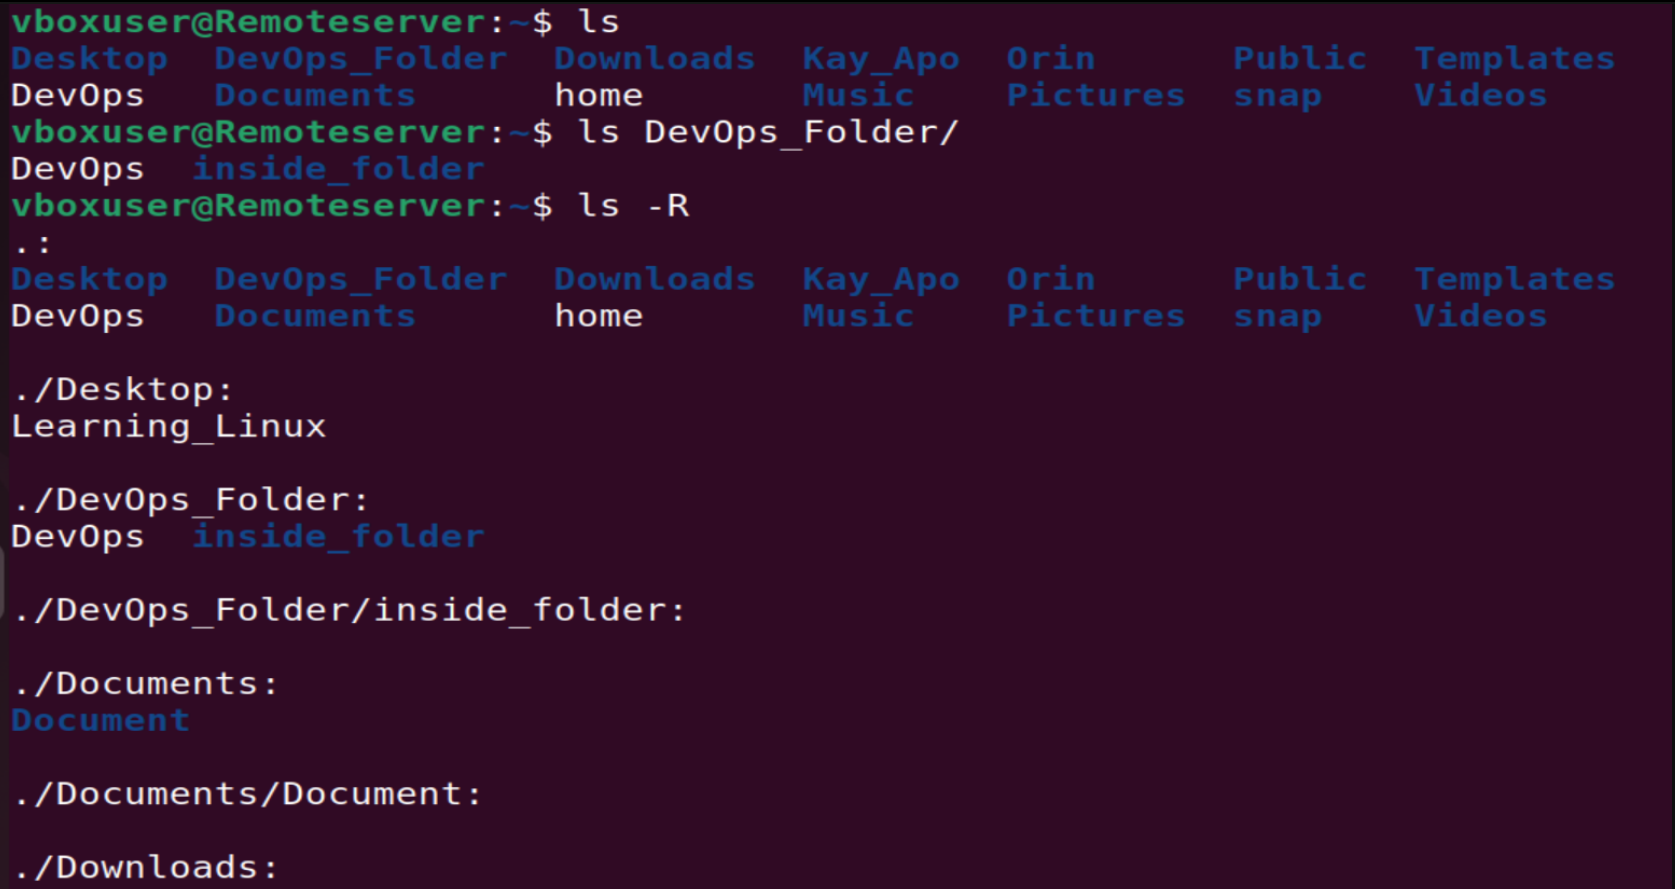 vboxuser@Remoteserver:~$ ls
Desktop  DevOps_Folder  Downloads  Kay_Apo  Orin      Public  Templates
DevOps   Documents      home       Music    Pictures  snap    Videos
vboxuser@Remoteserver:~$ ls DevOps_Folder/
DevOps  inside_folder
vboxuser@Remoteserver:~$ ls -R
.:
Desktop  DevOps_Folder  Downloads  Kay_Apo  Orin      Public  Templates
DevOps   Documents      home       Music    Pictures  snap    Videos
./Desktop:
Learning_Linux
./DevOps_Folder:
DevOps  inside_folder
./DevOps_Folder/inside_folder:
./Documents:
Document
./Documents/Document:
./Downloads: